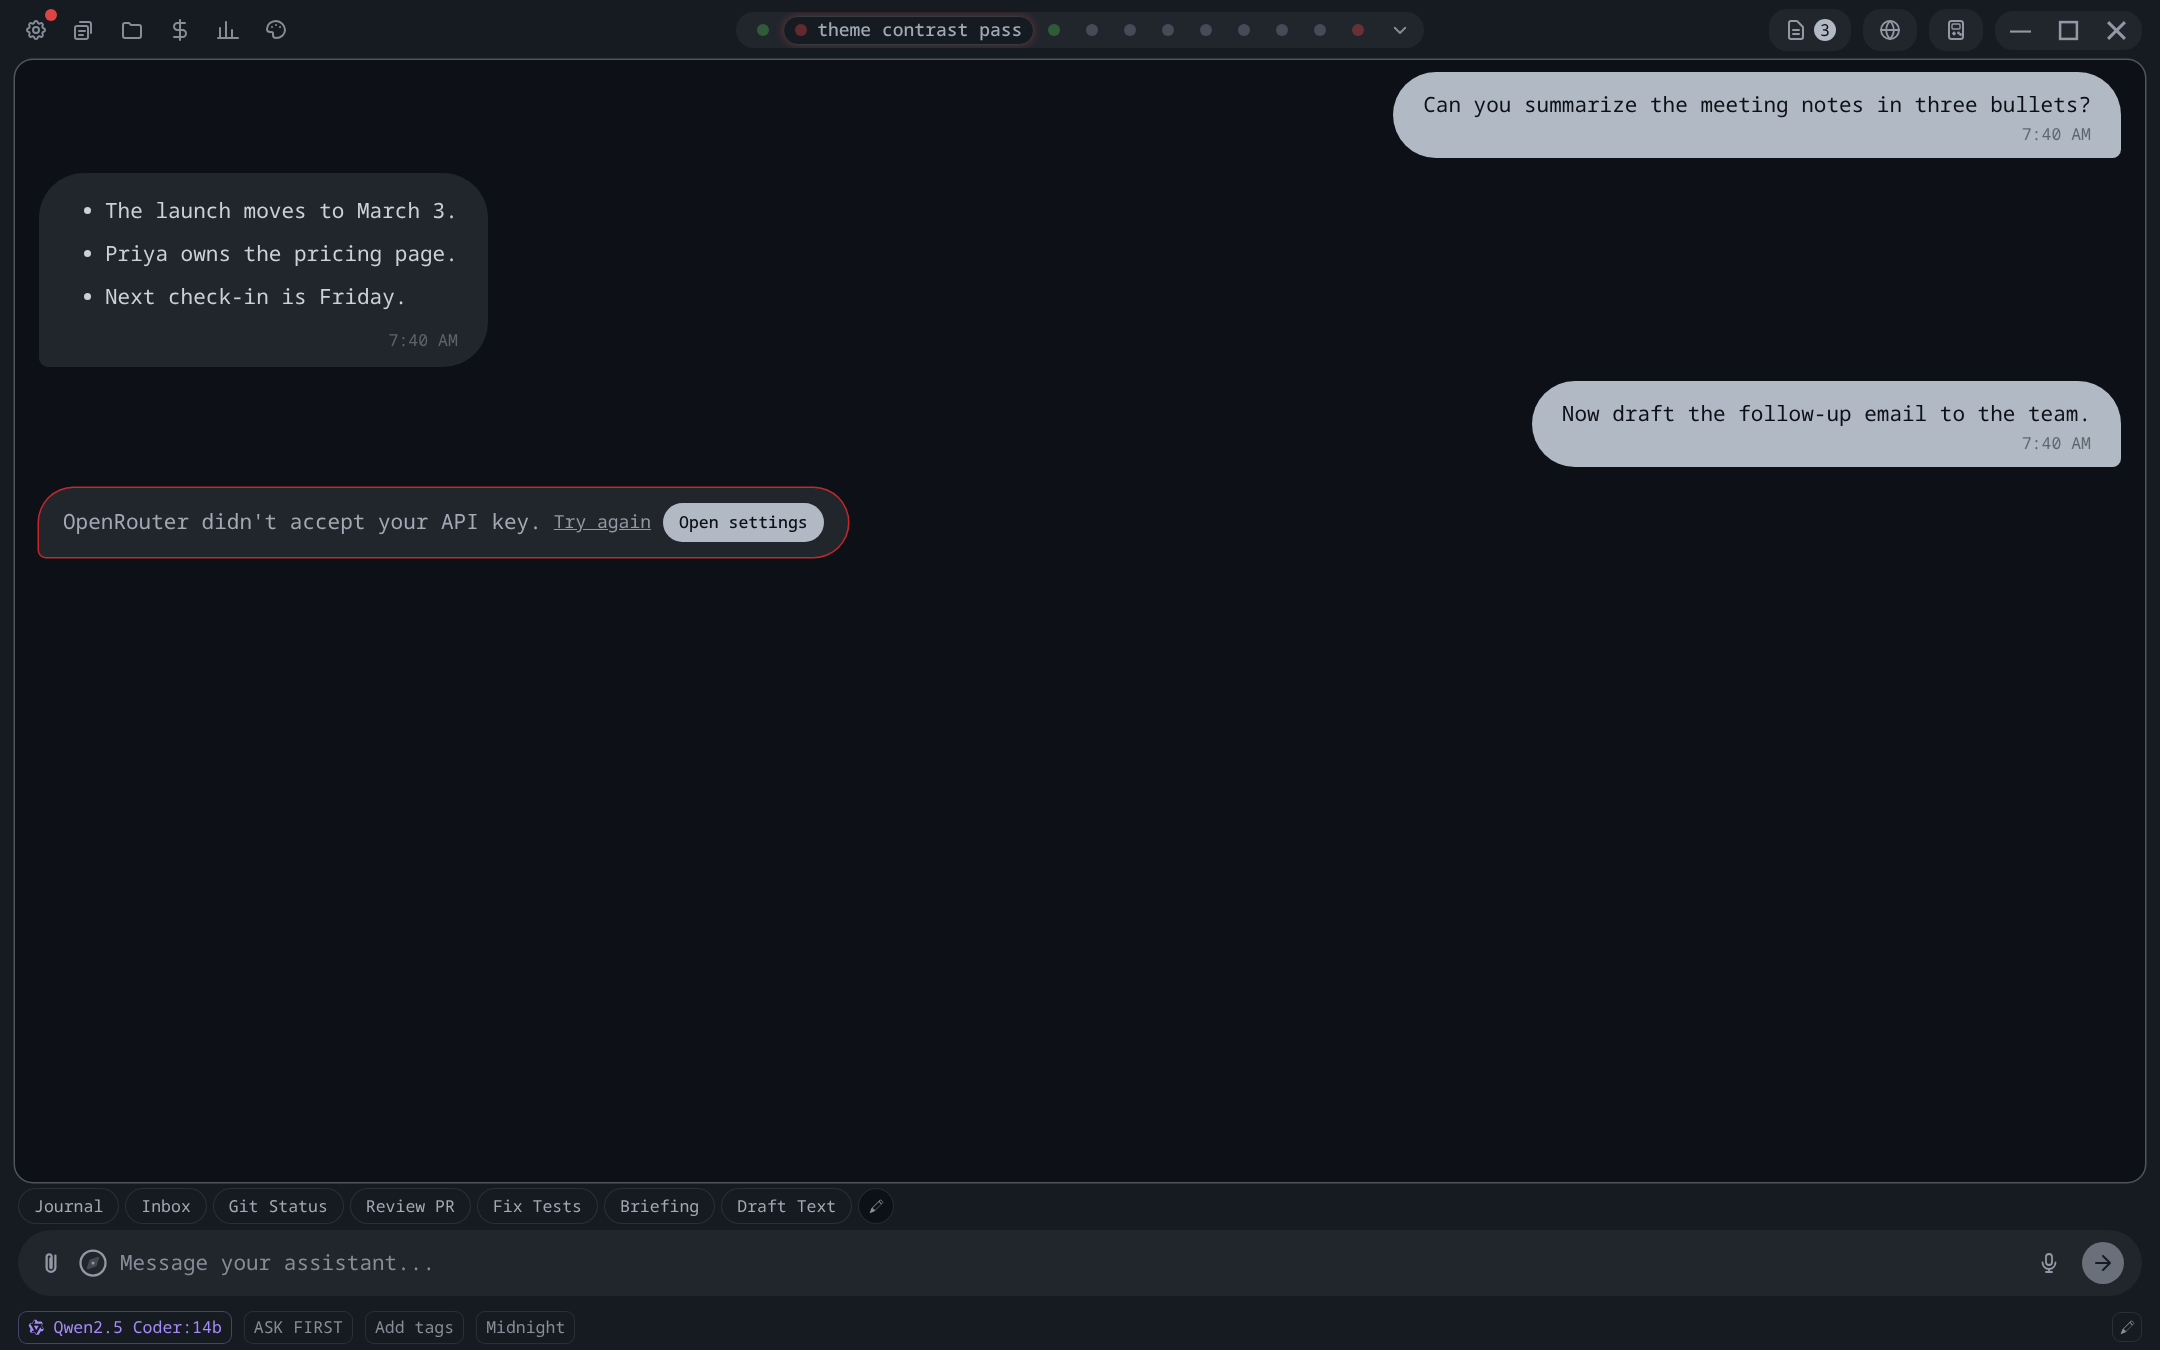 theme contrast pass
3
Can you summarize the meeting notes in three bullets?
7:40 AM
• The launch moves to March 3.
• Priya owns the pricing page.
• Next check-in is Friday.
7:40 AM
Now draft the follow-up email to the team.
7:40 AM
OpenRouter didn't accept your API key. Try again Open settings
Journal Inbox Git Status Review PR Fix Tests Briefing Draft Text
Message your assistant...
Qwen2.5 Coder:14b ASK FIRST Add tags Midnight